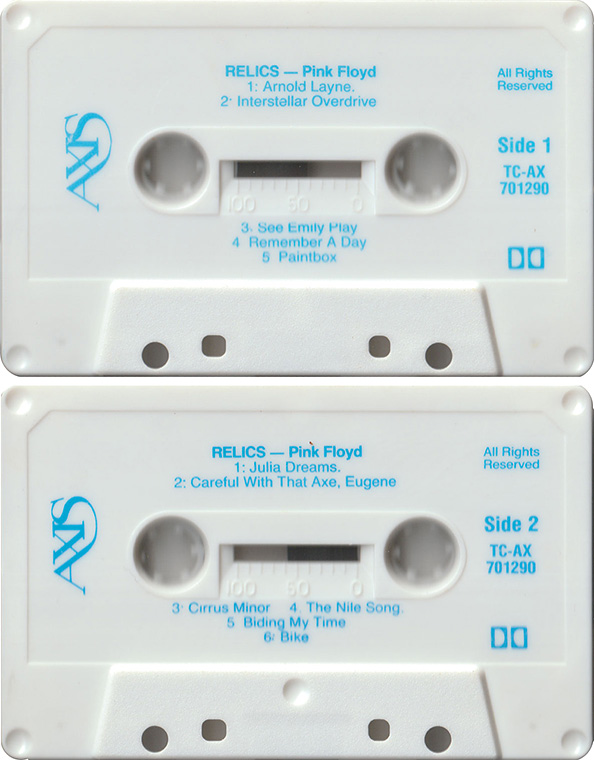 RELICS — Pink Floyd
1: Arnold Layne.
2: Interstellar Overdrive
All Rights
Reserved
AXIS
Side 1
TC-AX
701290
100 50 0
3: See Emily Play
4 Remember A Day
5 Paintbox
RELICS — Pink Floyd
1: Julia Dreams.
2: Careful With That Axe, Eugene
All Rights
Reserved
AXIS
Side 2
TC-AX
701290
100 50 0
3: Cirrus Minor 4. The Nile Song.
5 Biding My Time
6: Bike